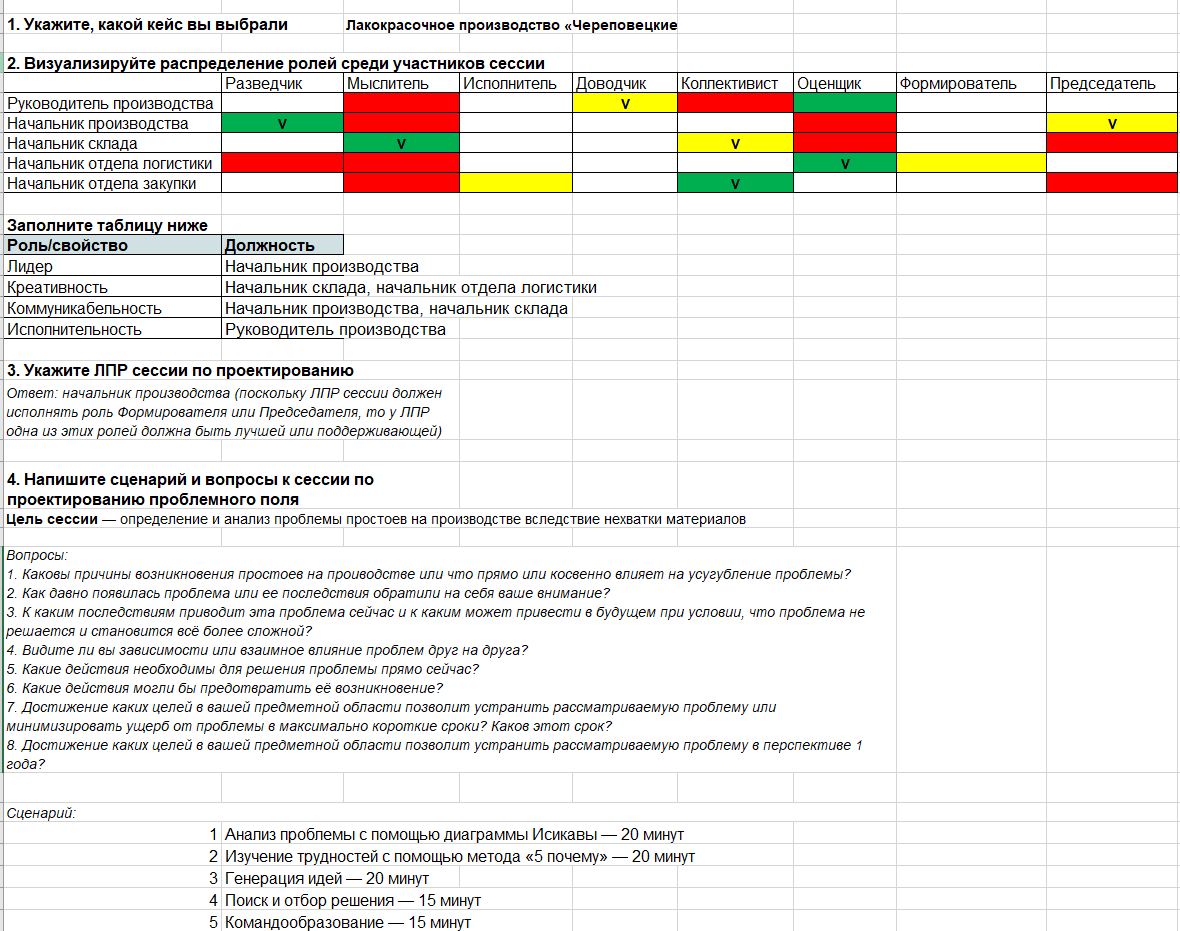 1. Укажите, какой кейс вы выбрали Лакокрасочное производство «Череповецкие
2. Визуализируйте распределение ролей среди участников сессии
Разведчик Мыслитель Исполнитель Доводчик Коллективист Оценщик Формирователь Председатель
Руководитель производства V
Начальник производства V V
Начальник склада V V
Начальник отдела логистики V
Начальник отдела закупки V
Заполните таблицу ниже
Роль/свойство Должность
Лидер Начальник производства
Креативность Начальник склада, начальник отдела логистики
Коммуникабельность Начальник производства, начальник склада
Исполнительность Руководитель производства
3. Укажите ЛПР сессии по проектированию
Ответ: начальник производства (поскольку ЛПР сессии должен
исполнять роль Формирователя или Председателя, то у ЛПР
одна из этих ролей должна быть лучшей или поддерживающей)
4. Напишите сценарий и вопросы к сессии по
проектированию проблемного поля
Цель сессии — определение и анализ проблемы простоев на производстве вследствие нехватки материалов
Вопросы:
1. Каковы причины возникновения простоев на проиводстве или что прямо или косвенно влияет на усугубление проблемы?
2. Как давно появилась проблема или ее последствия обратили на себя ваше внимание?
3. К каким последствиям приводит эта проблема сейчас и к каким может привести в будущем при условии, что проблема не
решается и становится всё более сложной?
4. Видите ли вы зависимости или взаимное влияние проблем друг на друга?
5. Какие действия необходимы для решения проблемы прямо сейчас?
6. Какие действия могли бы предотвратить её возникновение?
7. Достижение каких целей в вашей предметной области позволит устранить рассматриваемую проблему или
минимизировать ущерб от проблемы в максимально короткие сроки? Каков этот срок?
8. Достижение каких целей в вашей предметной области позволит устранить рассматриваемую проблему в перспективе 1
года?
Сценарий:
1 Анализ проблемы с помощью диаграммы Исикавы — 20 минут
2 Изучение трудностей с помощью метода «5 почему» — 20 минут
3 Генерация идей — 20 минут
4 Поиск и отбор решения — 15 минут
5 Командообразование — 15 минут